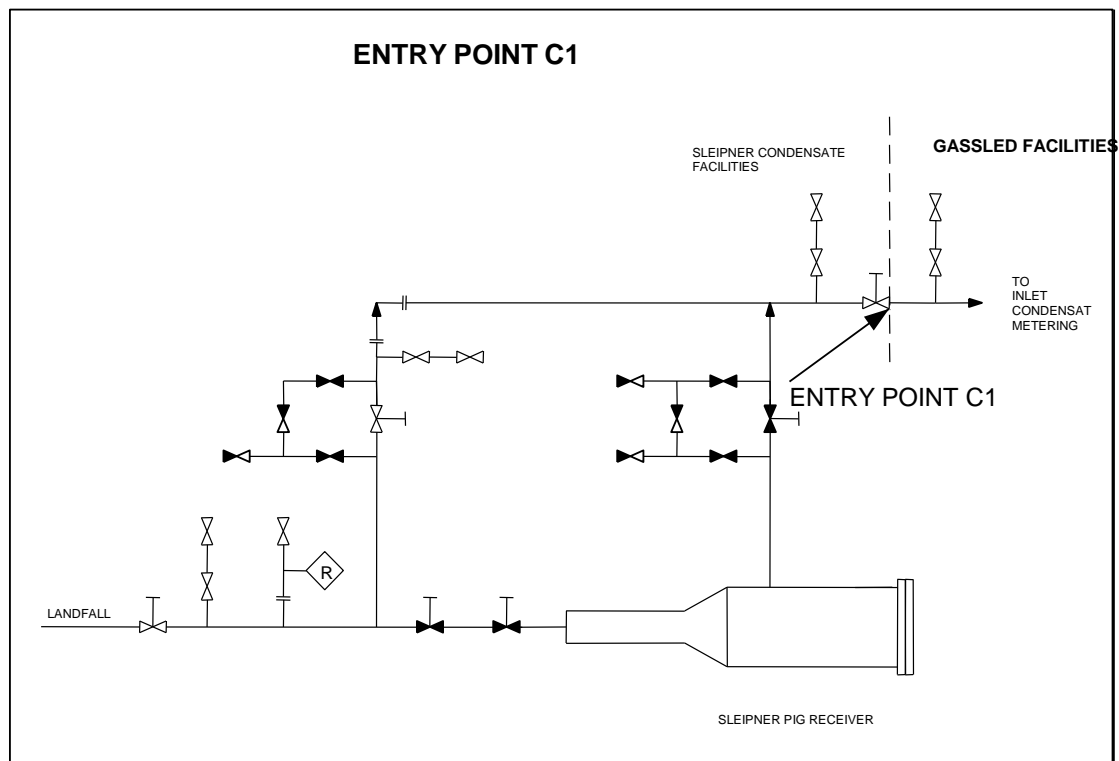 ENTRY POINT C1
SLEIPNER CONDENSATE
FACILITIES
GASSLED FACILITIES
TO
INLET
CONDENSAT
METERING
ENTRY POINT C1
R
LANDFALL
SLEIPNER PIG RECEIVER